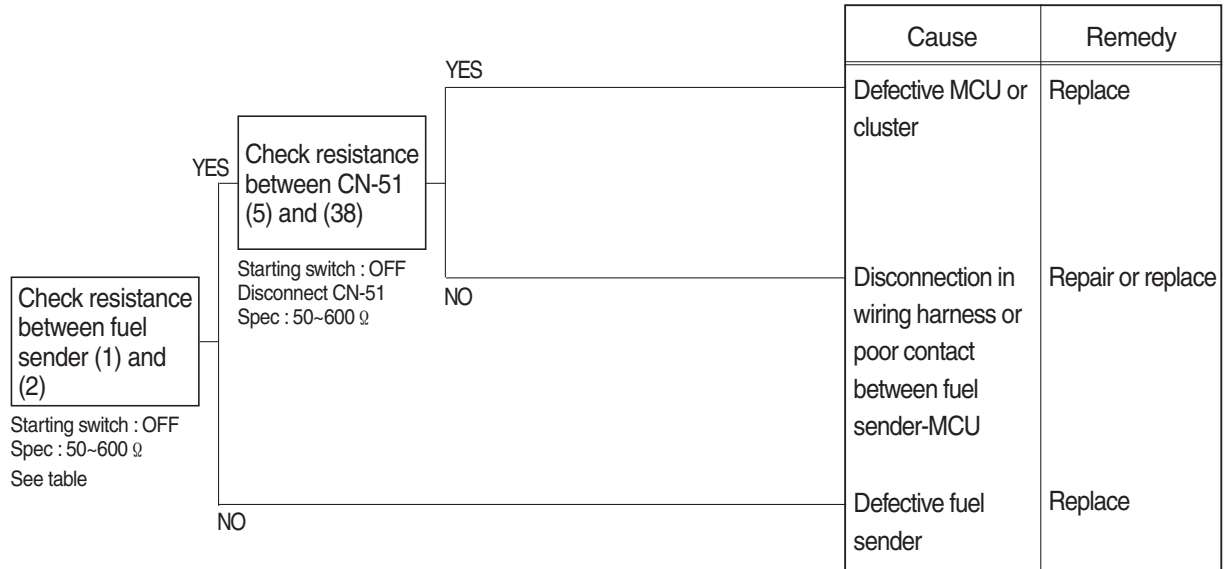 Cause
Remedy
YES
Defective MCU or
cluster
Replace
YES
Check resistance
between CN-51
(5) and (38)
Starting switch : OFF
Disconnect CN-51
Spec : 50~600 Ω
NO
Disconnection in
wiring harness or
poor contact
between fuel
sender-MCU
Repair or replace
Check resistance
between fuel
sender (1) and
(2)
Starting switch : OFF
Spec : 50~600 Ω
See table
NO
Defective fuel
sender
Replace